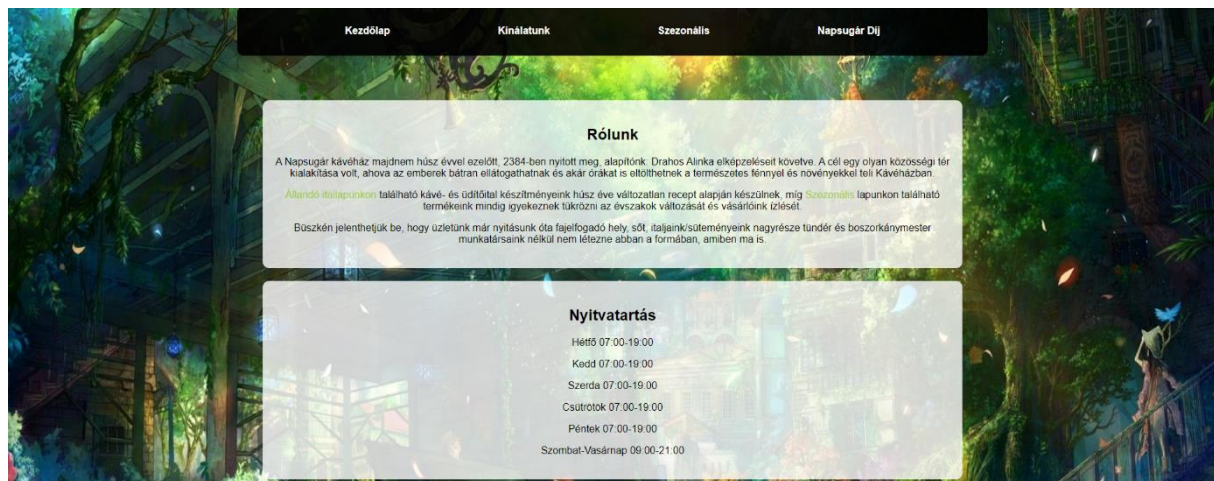 Kezdőlap Kínálatunk Szezonális Napsugár Díj
Rólunk
A Napsugár kávéház majdnem húsz évvel ezelőtt, 2384-ben nyitott meg, alapítónk: Drahos Alinka elképzeléseit követve. A cél egy olyan közösségi tér
kialakítása volt, ahova az emberek bátran ellátogathatnak és akár órákat is eltölthetnek a természetes fénnyel és növényekkel teli Kávéházban.
Állandó itallapunkon található kávé- és üdítőital készítményeink húsz éve változatlan recept alapján készülnek, míg Szezonális lapunkon található
termékeink mindig igyekeznek tükrözni az évszakok változását és vásárlóink ízlését.
Büszkén jelenthetjük be, hogy üzletünk már nyitásunk óta fajelfogadó hely, sőt, italjaink/süteményeink nagyrésze tündér és boszorkánymester
munkatársaink nélkül nem létezne abban a formában, amiben ma is.
Nyitvatartás
Hétfő 07:00-19:00
Kedd 07:00-19:00
Szerda 07:00-19:00
Csütrötök 07:00-19:00
Péntek 07:00-19:00
Szombat-Vasárnap 09:00-21:00